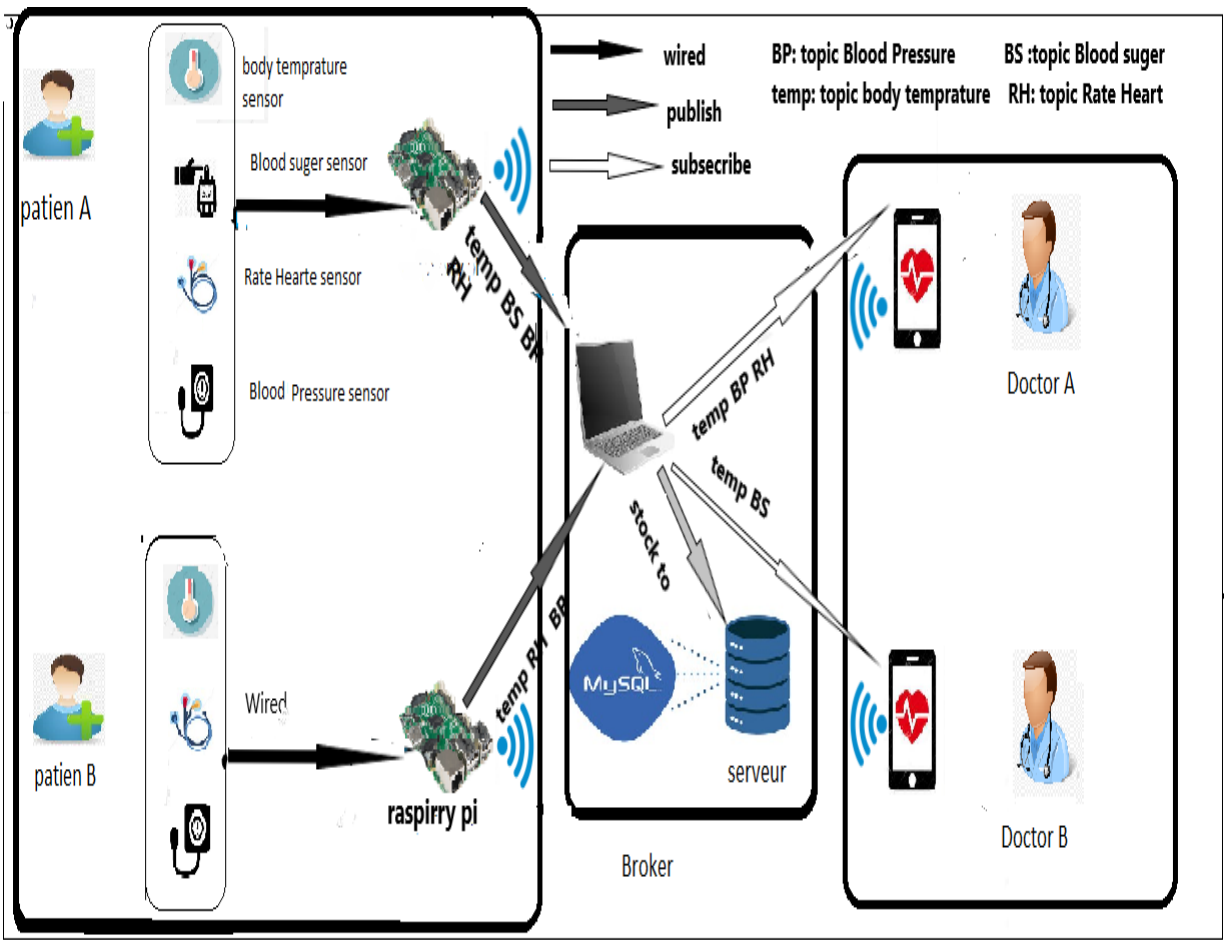 wired
BP: topic Blood Pressure
BS :topic Blood suger
publish
temp: topic body temprature
RH: topic Rate Heart
subsecribe
body temprature
sensor
Blood suger sensor
patien A
Rate Hearte sensor
Blood Pressure sensor
temp BS BP
RH
temp BP RH
Doctor A
temp BS
stock to
temp RH BP
MySQL
Wired
patien B
serveur
raspirry pi
Doctor B
Broker